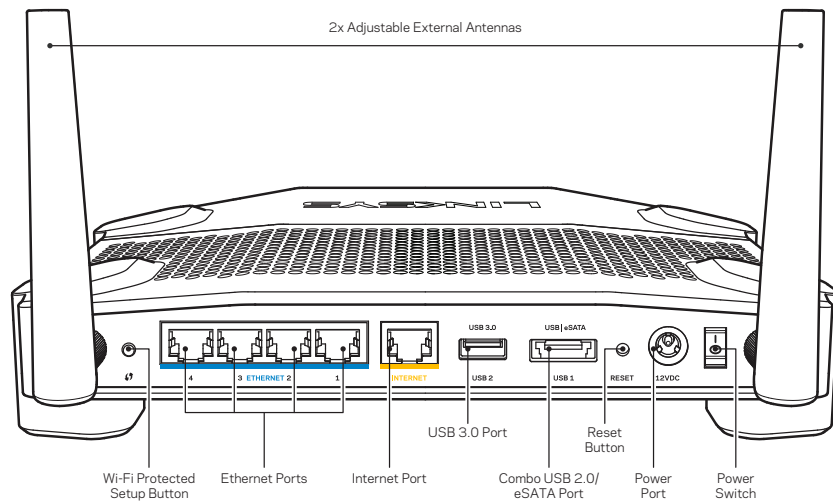 2x Adjustable External Antennas
LINKSYS
USB 3.0
USB | eSATA
4
3
ETHERNET
2
1
INTERNET
USB 2
USB 1
RESET
12VDC
USB 3.0 Port
Reset
Button
Wi-Fi Protected
Setup Button
Ethernet Ports
Internet Port
Combo USB 2.0/
eSATA Port
Power
Port
Power
Switch